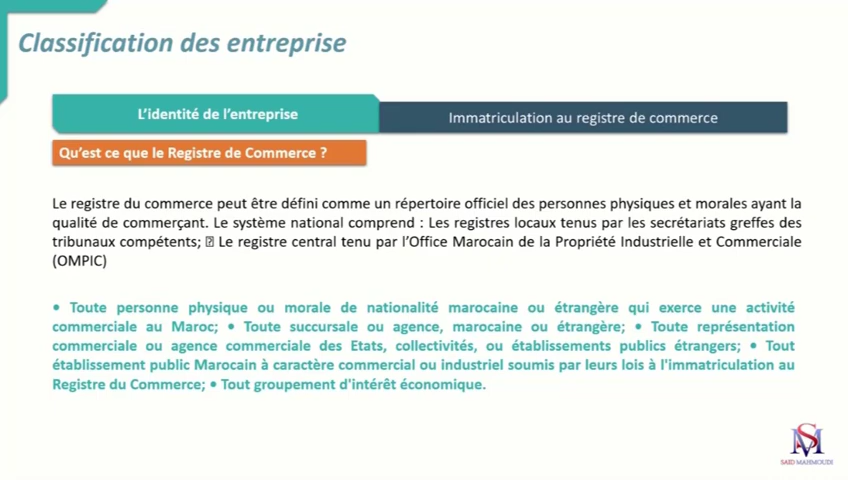 Classification des entreprise
L'identité de l'entreprise
Immatriculation au registre de commerce
Qu'est ce que le Registre de Commerce ?
Le registre du commerce peut être défini comme un répertoire officiel des personnes physiques et morales ayant la
qualité de commerçant. Le système national comprend : Les registres locaux tenus par les secrétariats greffes des
tribunaux compétents; ⍰ Le registre central tenu par l'Office Marocain de la Propriété Industrielle et Commerciale
(OMPIC)
• Toute personne physique ou morale de nationalité marocaine ou étrangère qui exerce une activité
commerciale au Maroc; • Toute succursale ou agence, marocaine ou étrangère; • Toute représentation
commerciale ou agence commerciale des Etats, collectivités, ou établissements publics étrangers; • Tout
établissement public Marocain à caractère commercial ou industriel soumis par leurs lois à l'immatriculation au
Registre du Commerce; • Tout groupement d'intérêt économique.
SM
SAID MAHMOUDI